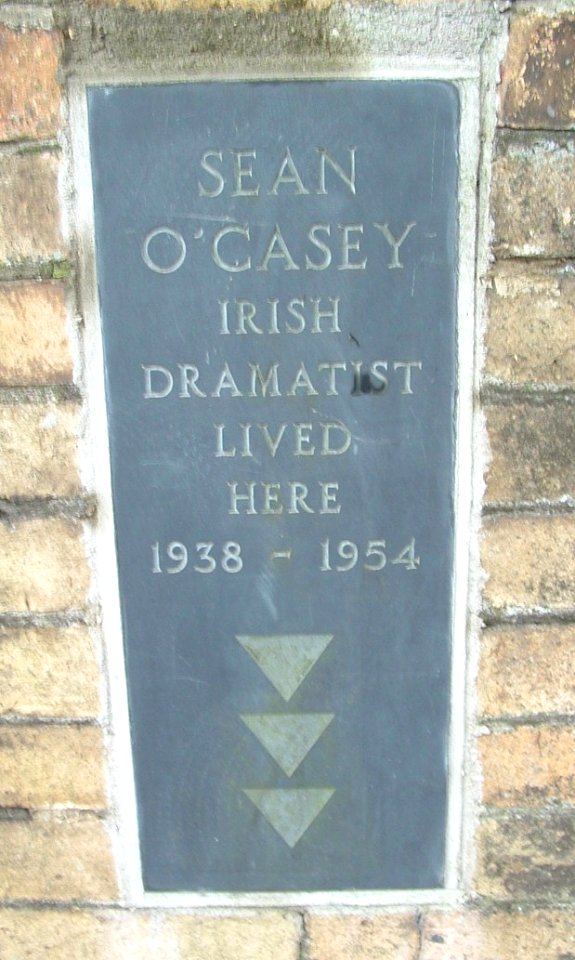 SEAN
O'CASEY
IRISH
DRAMATIST
LIVED
HERE
1938 - 1954